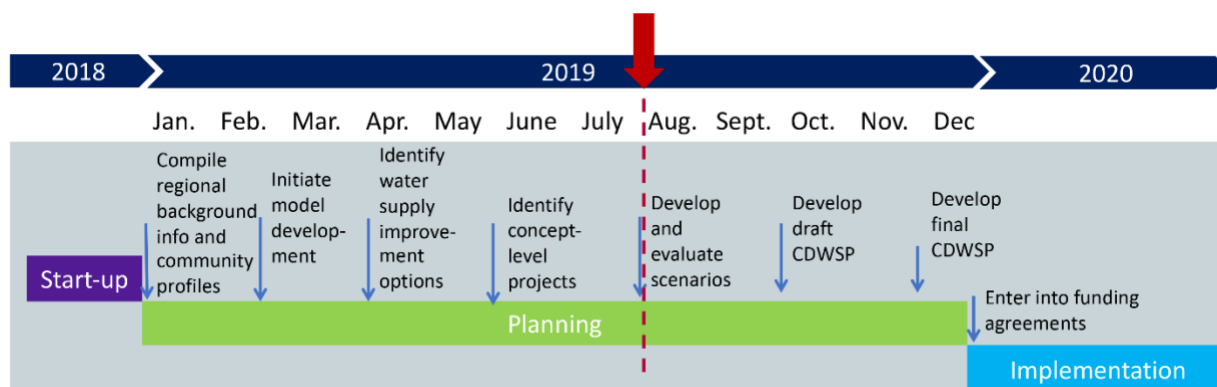 2018
2019
2020
Jan. Feb. Mar. Apr. May June July Aug. Sept. Oct. Nov. Dec
Compile
regional
background
info and
community
profiles
Initiate
model
develop-
ment
Identify
water
supply
improve-
ment
options
Identify
concept-
level
projects
Develop
and
evaluate
scenarios
Develop
draft
CDWSP
Develop
final
CDWSP
Start-up
Planning
Enter into funding
agreements
Implementation